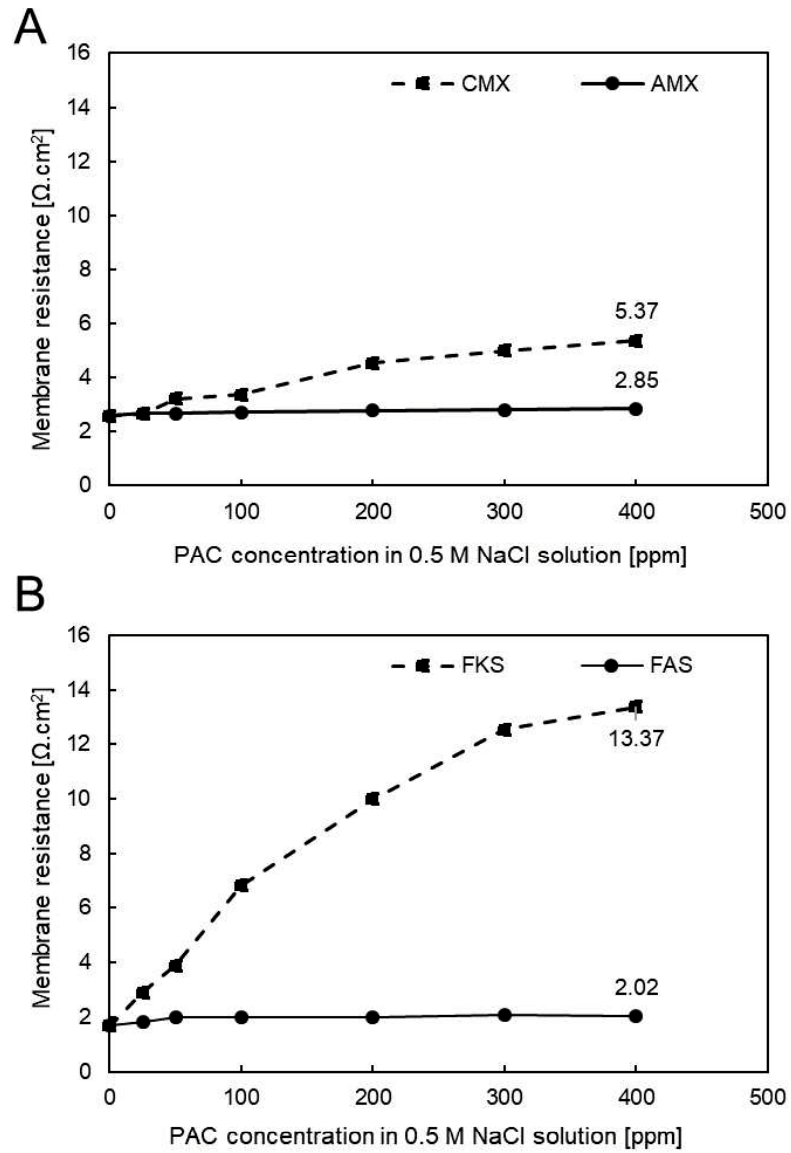 A
16
14
12
10
8
6
4
2
0
Membrane resistance [Ω.cm²]
CMX
AMX
5.37
2.85
0 100 200 300 400 500
PAC concentration in 0.5 M NaCl solution [ppm]
B
16
14
12
10
8
6
4
2
0
Membrane resistance [Ω.cm²]
FKS
FAS
13.37
2.02
0 100 200 300 400 500
PAC concentration in 0.5 M NaCl solution [ppm]